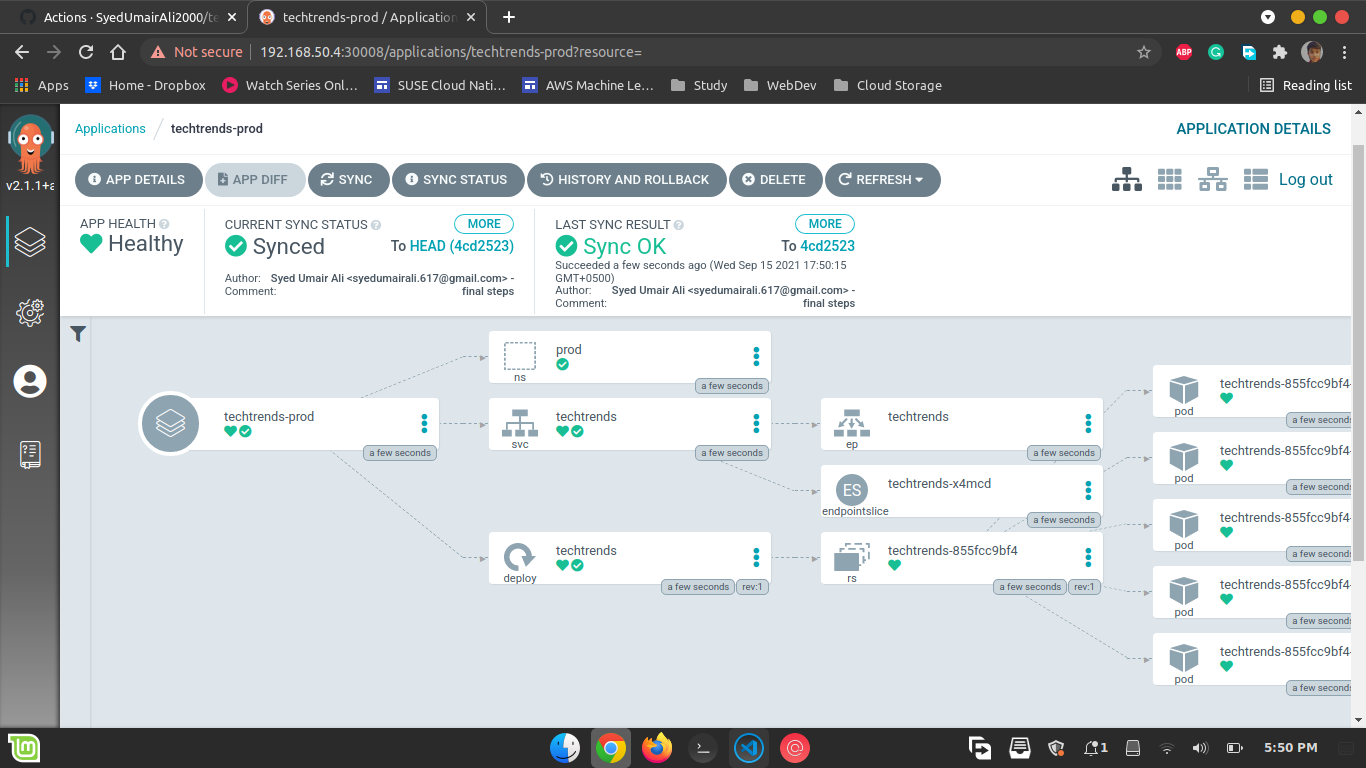 Actions · SyedUmairAli2000/te
techtrends-prod / Application
Not secure
192.168.50.4:30008/applications/techtrends-prod?resource=
ABP
Apps
Home - Dropbox
Watch Series Onl...
SUSE Cloud Nati...
AWS Machine Le...
Study
WebDev
Cloud Storage
Reading list
v2.1.1+a
Applications
techtrends-prod
APPLICATION DETAILS
APP DETAILS
APP DIFF
SYNC
SYNC STATUS
HISTORY AND ROLLBACK
DELETE
REFRESH
Log out
APP HEALTH
Healthy
CURRENT SYNC STATUS
MORE
Synced
To HEAD (4cd2523)
Author: Syed Umair Ali <syedumairali.617@gmail.com> -
Comment: final steps
LAST SYNC RESULT
MORE
Sync OK
To 4cd2523
Succeeded a few seconds ago (Wed Sep 15 2021 17:50:15
GMT+0500)
Author: Syed Umair Ali <syedumairali.617@gmail.com> -
Comment: final steps
techtrends-prod
a few seconds
prod
ns
a few seconds
techtrends
svc
a few seconds
techtrends
deploy
a few seconds
rev:1
techtrends
ep
a few seconds
ES
techtrends-x4mcd
endpointslice
a few seconds
techtrends-855fcc9bf4
rs
a few seconds
rev:1
techtrends-855fcc9bf4-
pod
a few seconds
techtrends-855fcc9bf4-
pod
a few seconds
techtrends-855fcc9bf4-
pod
a few seconds
techtrends-855fcc9bf4-
pod
a few seconds
techtrends-855fcc9bf4-
pod
a few seconds
1
5:50 PM